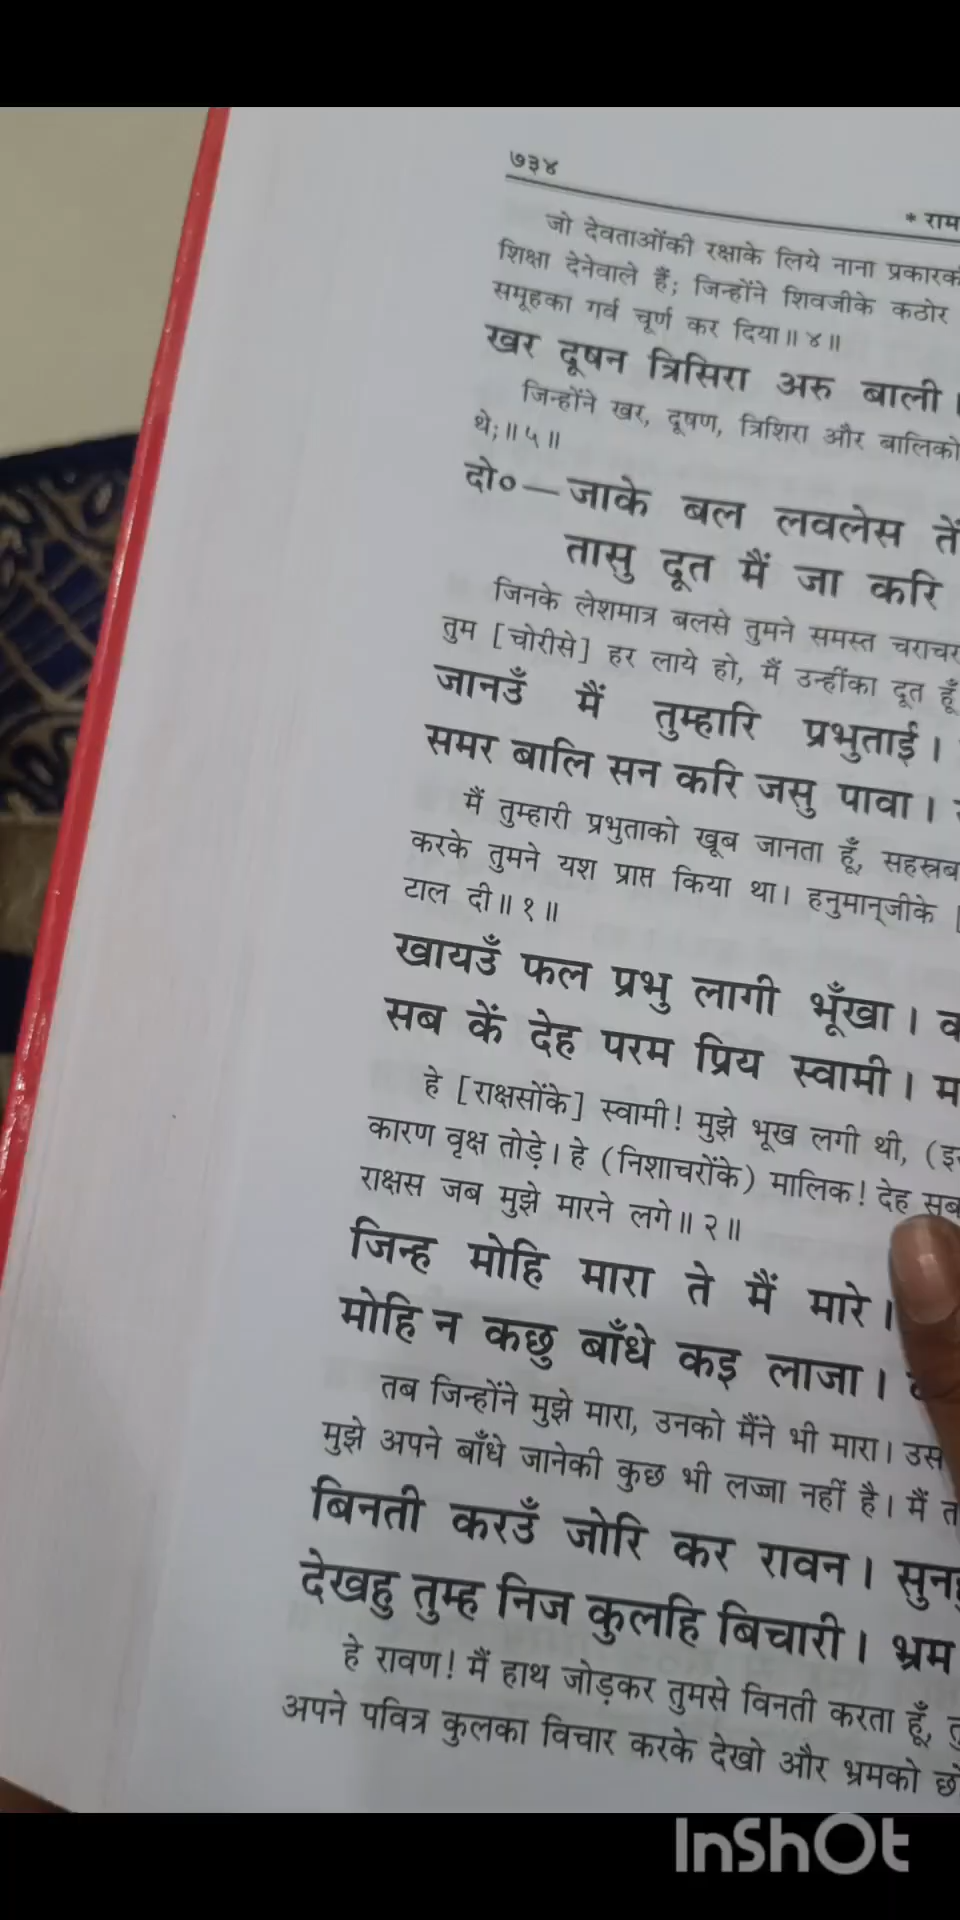 ७३४
* राम
जो देवताओंकी रक्षाके लिये नाना प्रकारकी
शिक्षा देनेवाले हैं; जिन्होंने शिवजीके कठोर
समूहका गर्व चूर्ण कर दिया॥४॥
खर दूषन त्रिसिरा अरु बाली।
जिन्होंने खर, दूषण, त्रिशिरा और बालिको
थे;॥५॥
दो०—जाके बल लवलेस तें
तासु दूत मैं जा करि
जिनके लेशमात्र बलसे तुमने समस्त चराचर
तुम [चोरीसे] हर लाये हो, मैं उन्हींका दूत हूँ
जानउँ मैं तुम्हारि प्रभुताई।
समर बालि सन करि जसु पावा।
मैं तुम्हारी प्रभुताको खूब जानता हूँ, सहस्रब
करके तुमने यश प्राप्त किया था। हनुमान्‌जीके [
टाल दी॥१॥
खायउँ फल प्रभु लागी भूँखा। क
सब कें देह परम प्रिय स्वामी। म
हे [राक्षसोंके] स्वामी! मुझे भूख लगी थी, (इ
कारण वृक्ष तोड़े। हे (निशाचरोंके) मालिक! देह सब
राक्षस जब मुझे मारने लगे॥२॥
जिन्ह मोहि मारा ते मैं मारे।
मोहि न कछु बाँधे कइ लाजा।
तब जिन्होंने मुझे मारा, उनको मैंने भी मारा। उस
मुझे अपने बाँधे जानेकी कुछ भी लज्जा नहीं है। मैं त
बिनती करउँ जोरि कर रावन। सुनहु
देखहु तुम्ह निज कुलहि बिचारी। भ्रम
हे रावण! मैं हाथ जोड़कर तुमसे विनती करता हूँ, तु
अपने पवित्र कुलका विचार करके देखो और भ्रमको छो
InShOt